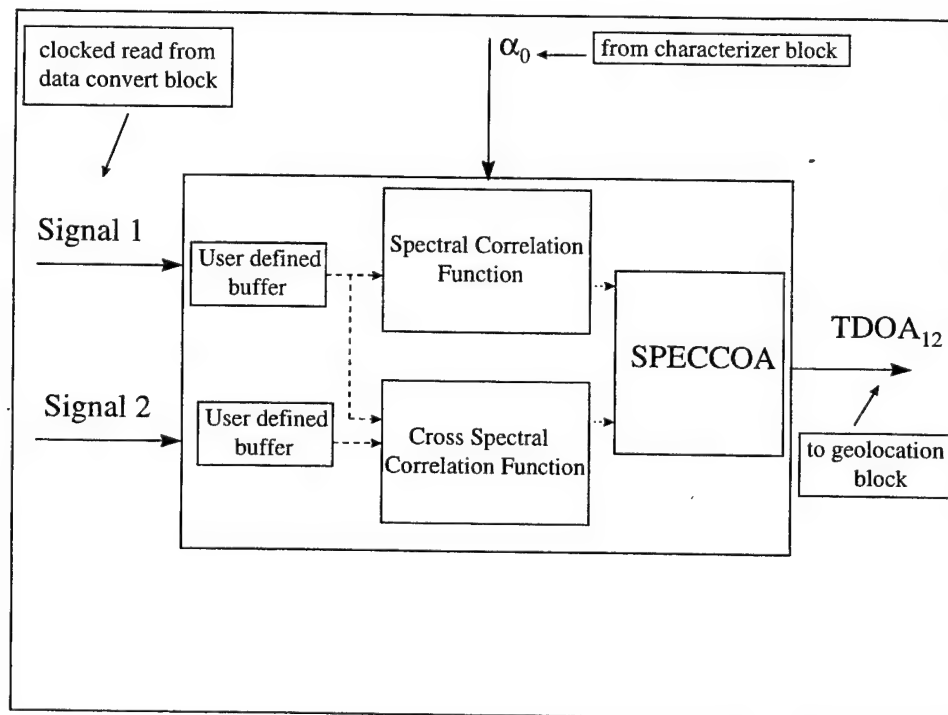 clocked read from
data convert block
α₀
from characterizer block
Signal 1
User defined
buffer
Spectral Correlation
Function
SPECCOA
TDOA₁₂
Signal 2
User defined
buffer
Cross Spectral
Correlation Function
to geolocation
block